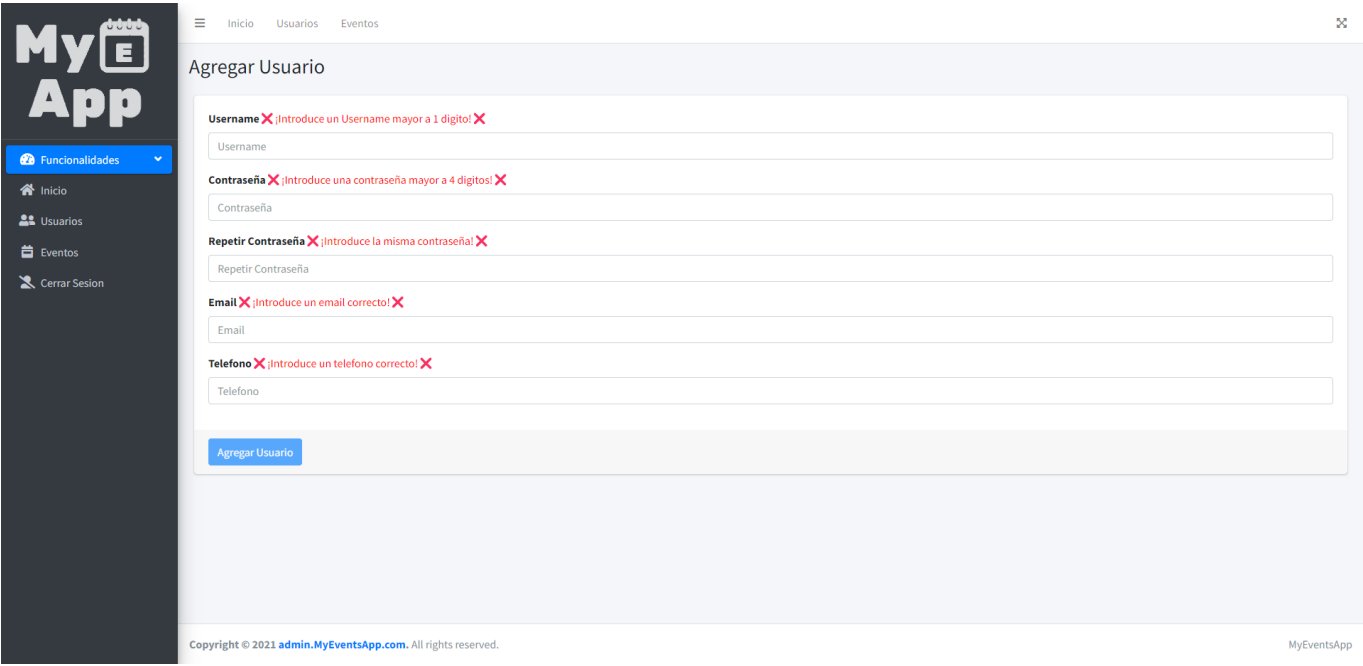 My E
App
Inicio Usuarios Eventos
Agregar Usuario
Funcionalidades
Inicio
Usuarios
Eventos
Cerrar Sesion
Username ❌ ¡Introduce un Username mayor a 1 digito! ❌
Username
Contraseña ❌ ¡Introduce una contraseña mayor a 4 digitos! ❌
Contraseña
Repetir Contraseña ❌ ¡Introduce la misma contraseña! ❌
Repetir Contraseña
Email ❌ ¡Introduce un email correcto! ❌
Email
Telefono ❌ ¡Introduce un telefono correcto! ❌
Telefono
Agregar Usuario
Copyright © 2021 admin.MyEventsApp.com. All rights reserved.
MyEventsApp